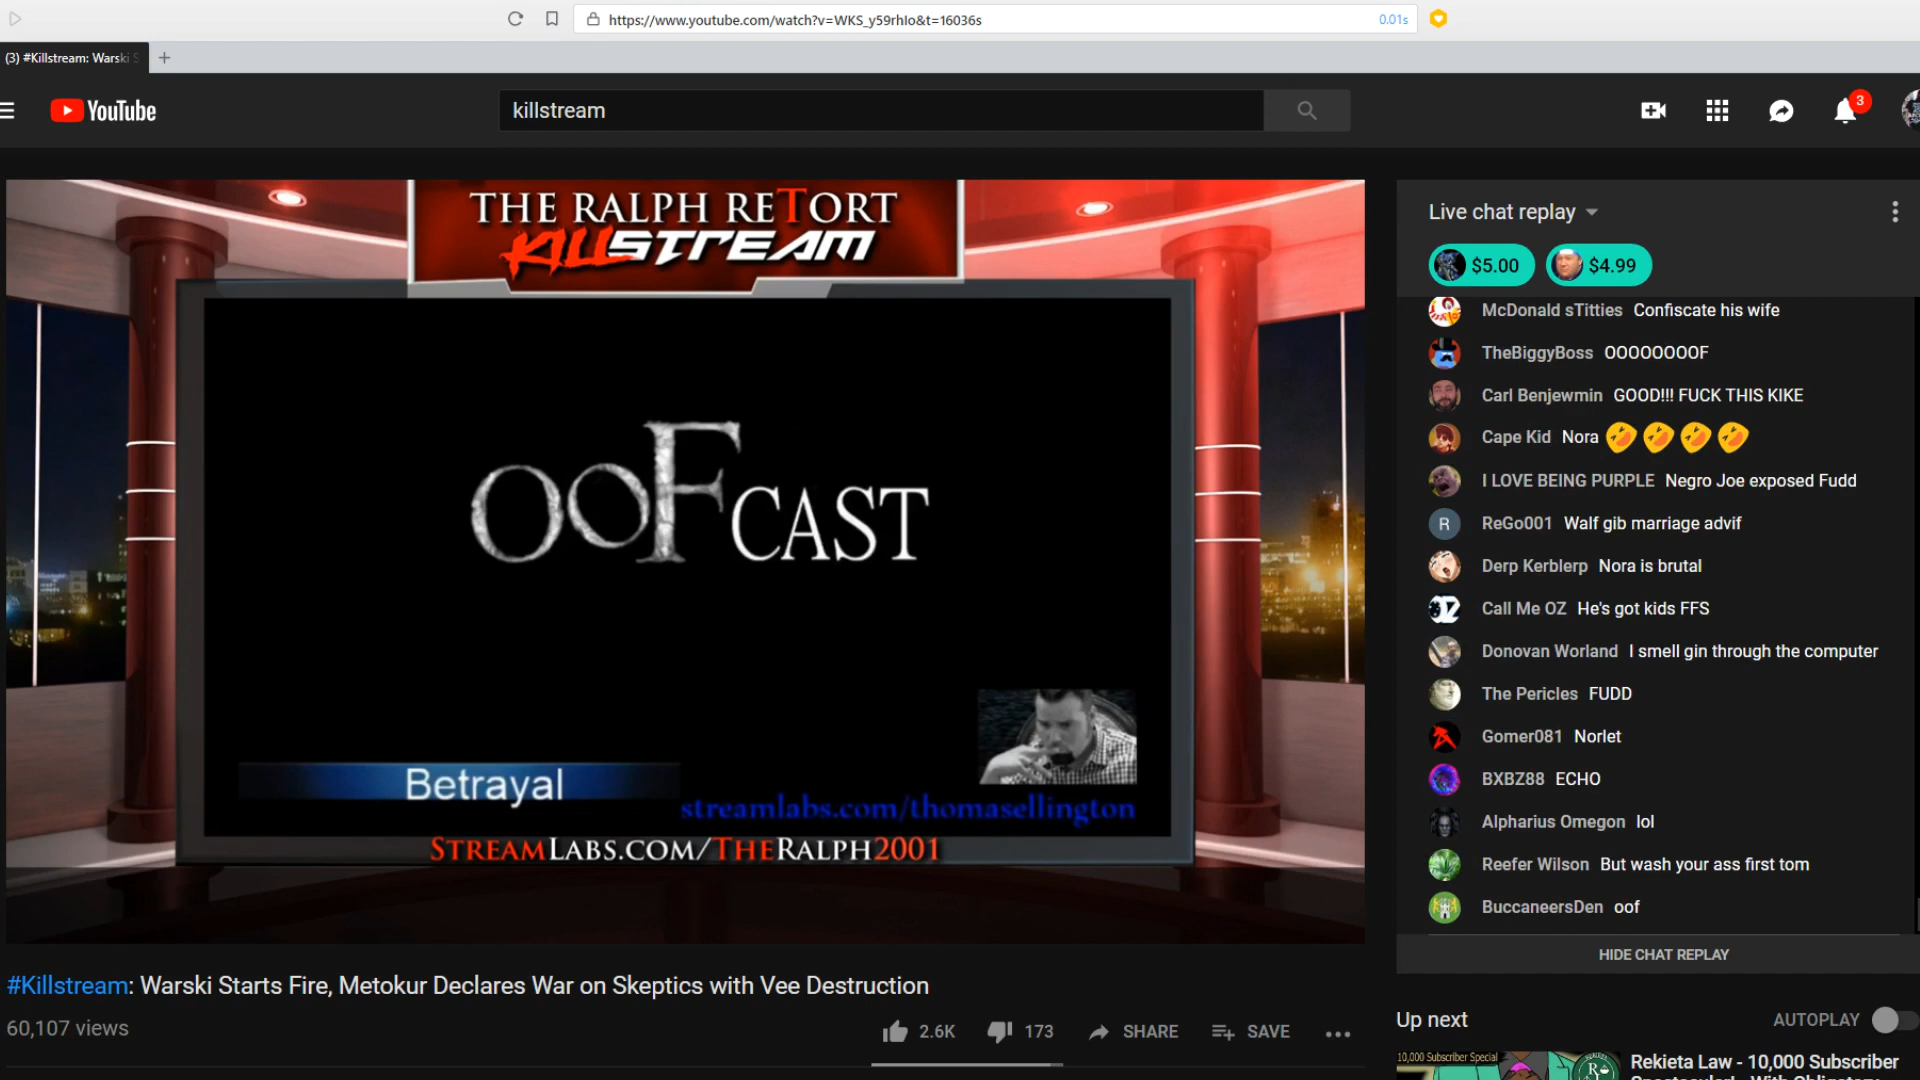 https://www.youtube.com/watch?v=WKS_y59rhIo&t=16036s
0.01s
(3) #Killstream: Warski S
YouTube
killstream
3
THE RALPH RETORT
KILLSTREAM
OOFCAST
Betrayal
streamlabs.com/thomasellington
STREAMLABS.COM/THERALPH2001
Live chat replay
$5.00 $4.99
McDonald sTitties Confiscate his wife
TheBiggyBoss OOOOOOOOF
Carl Benjewmin GOOD!!! FUCK THIS KIKE
Cape Kid Nora 🤣🤣🤣🤣
I LOVE BEING PURPLE Negro Joe exposed Fudd
R ReGo001 Walf gib marriage advif
Derp Kerblerp Nora is brutal
Call Me OZ He's got kids FFS
Donovan Worland I smell gin through the computer
The Pericles FUDD
Gomer081 Norlet
BXBZ88 ECHO
Alpharius Omegon lol
Reefer Wilson But wash your ass first tom
BuccaneersDen oof
HIDE CHAT REPLAY
#Killstream: Warski Starts Fire, Metokur Declares War on Skeptics with Vee Destruction
60,107 views
2.6K 173 SHARE SAVE
Up next
AUTOPLAY
10,000 Subscriber Special
Rekieta Law - 10,000 Subscriber